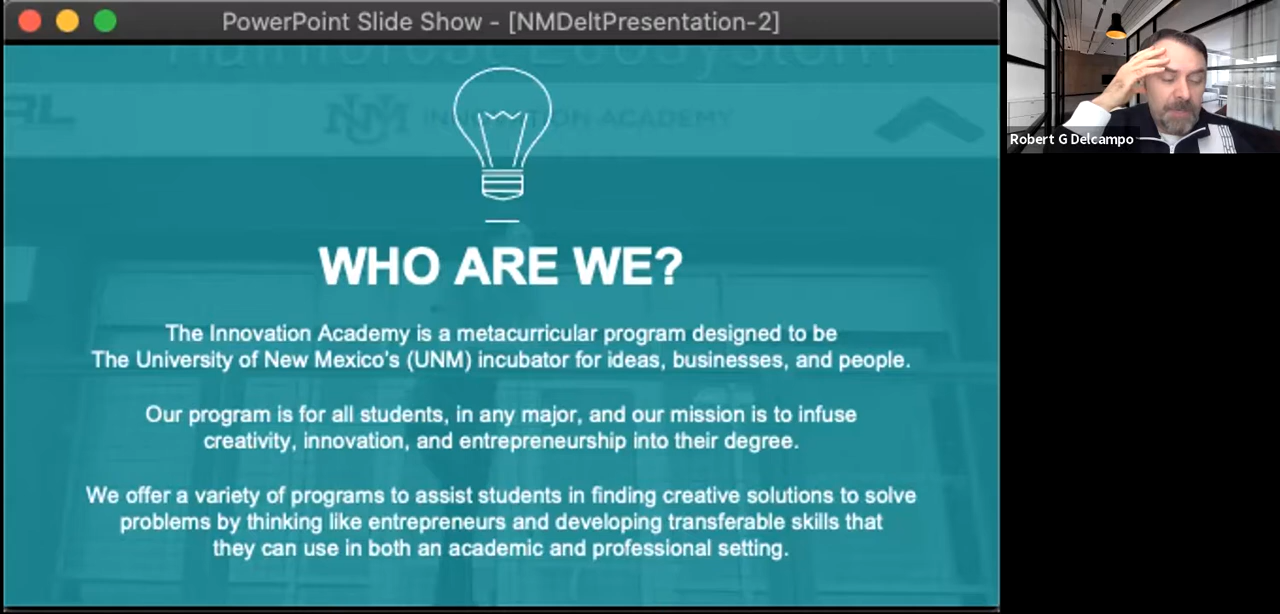 PowerPoint Slide Show - [NMDeltPresentation-2]
INNOVATION ACADEMY
WHO ARE WE?
The Innovation Academy is a metacurricular program designed to be
The University of New Mexico's (UNM) incubator for ideas, businesses, and people.
Our program is for all students, in any major, and our mission is to infuse
creativity, innovation, and entrepreneurship into their degree.
We offer a variety of programs to assist students in finding creative solutions to solve
problems by thinking like entrepreneurs and developing transferable skills that
they can use in both an academic and professional setting.
Robert G Delcampo